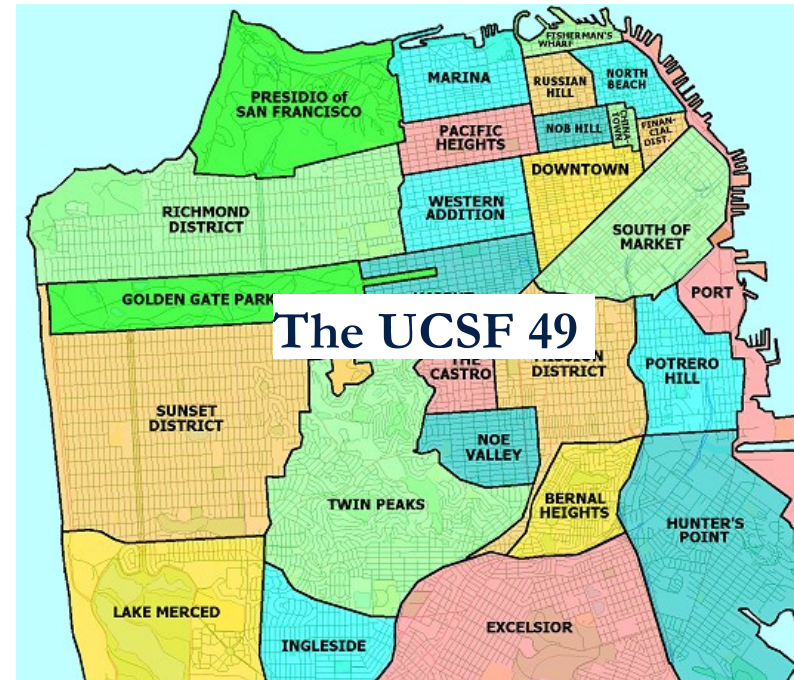 FISHERMAN'S
WHARF
MARINA
RUSSIAN
HILL
NORTH
BEACH
PRESIDIO of
SAN FRANCISCO
CHINA-
TOWN
FINAN-
CIAL
DIST.
NOB HILL
PACIFIC
HEIGHTS
DOWNTOWN
WESTERN
ADDITION
RICHMOND
DISTRICT
SOUTH OF
MARKET
GOLDEN GATE PARK
PORT
The UCSF 49
THE
CASTRO
DISTRICT
POTRERO
HILL
SUNSET
DISTRICT
NOE
VALLEY
TWIN PEAKS
BERNAL
HEIGHTS
HUNTER'S
POINT
LAKE MERCED
EXCELSIOR
INGLESIDE